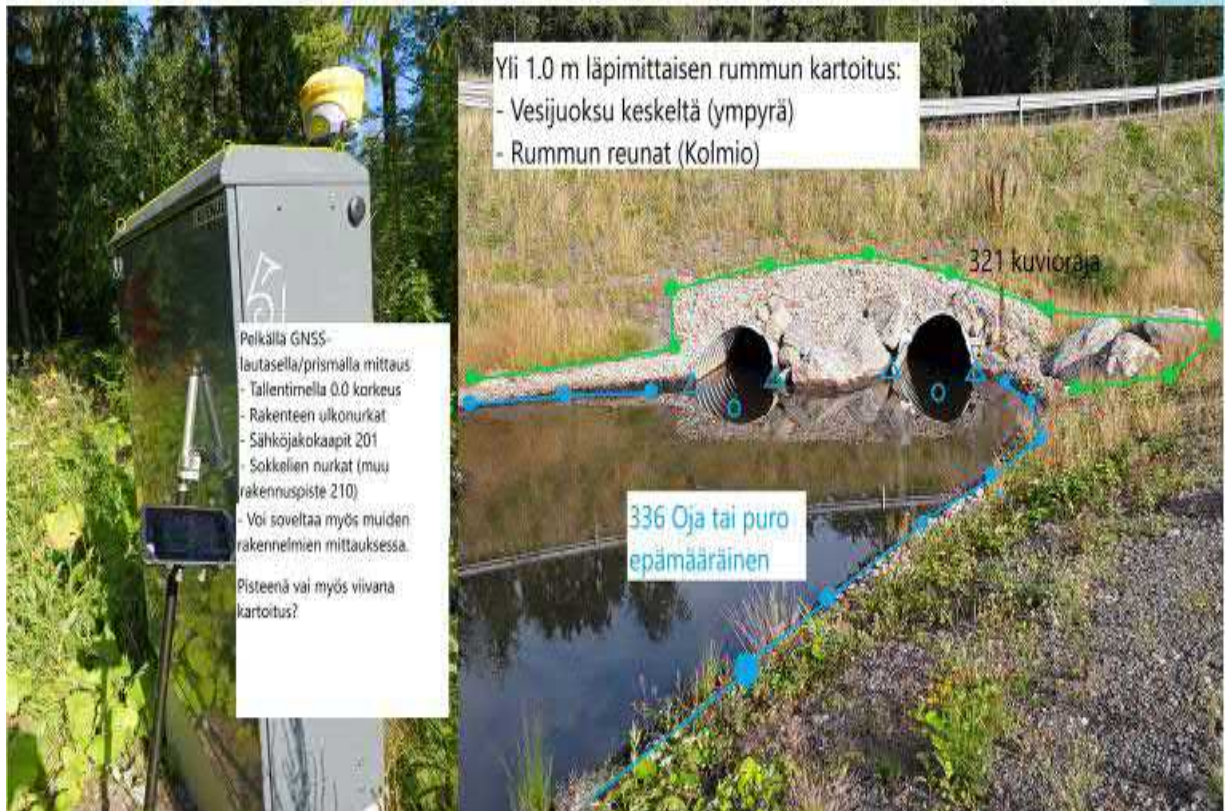 Pelkällä GNSS-
lautasella/prismalla mittaus
- Tallentimella 0.0 korkeus
- Rakenteen ulkonurkat
- Sähköjakokaapit 201
- Sokkelien nurkat (muu
rakennuspiste 210)
- Voi soveltaa myös muiden
rakennelmien mittauksessa.
Pisteenä vai myös viivana
kartoitus?
Yli 1.0 m läpimittaisen rummun kartoitus:
- Vesijuoksu keskeltä (ympyrä)
- Rummun reunat (Kolmio)
321 kuvioraja
336 Oja tai puro
epämääräinen